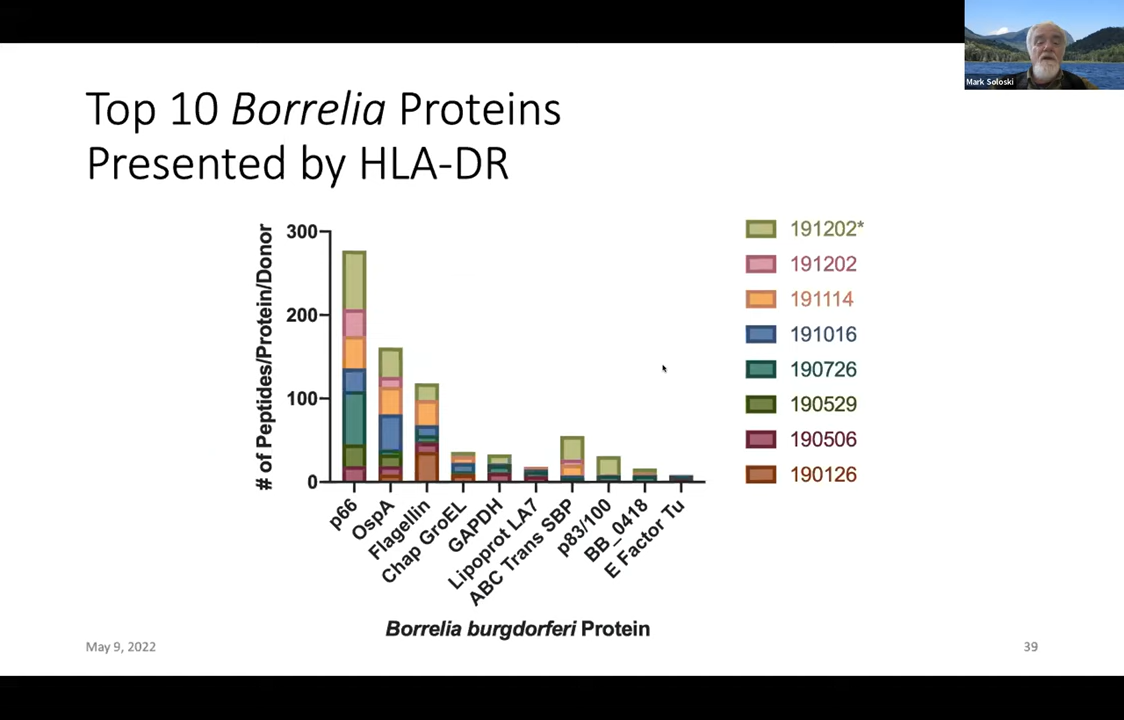 Mark Soloski
Top 10 Borrelia Proteins
Presented by HLA-DR
# of Peptides/Protein/Donor
300
200
100
0
p66
OspA
Flagellin
Chap GroEL
GAPDH
Lipoprot LA7
ABC Trans SBP
p83/100
BB_0418
E Factor Tu
Borrelia burgdorferi Protein
191202*
191202
191114
191016
190726
190529
190506
190126
May 9, 2022
39